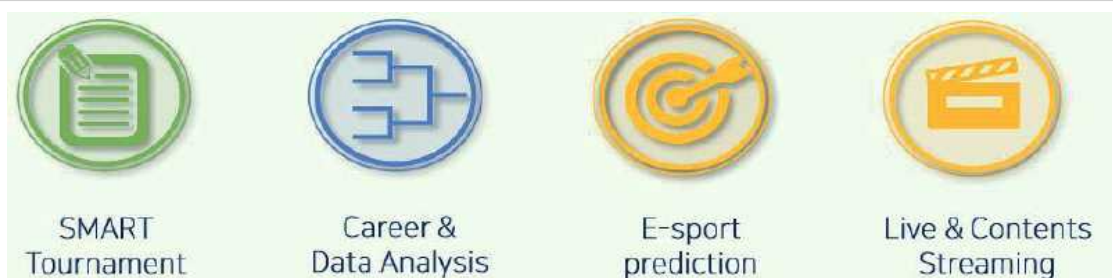 SMART
Tournament
Career &
Data Analysis
E-sport
prediction
Live & Contents
Streaming